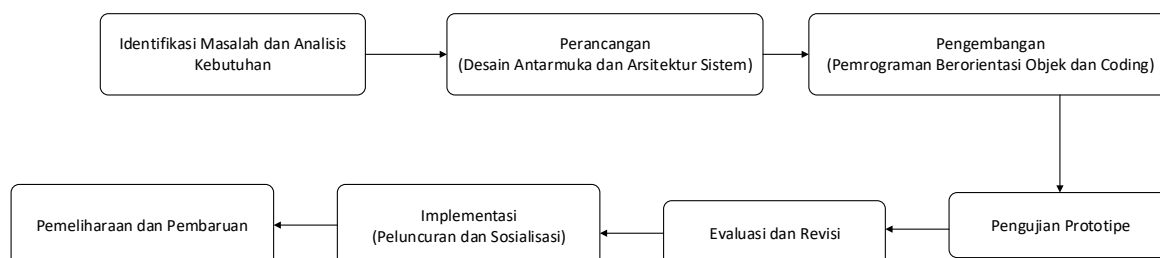 Identifikasi Masalah dan Analisis
Kebutuhan
Perancangan
(Desain Antarmuka dan Arsitektur Sistem)
Pengembangan
(Pemrograman Berorientasi Objek dan Coding)
Pengujian Prototipe
Evaluasi dan Revisi
Implementasi
(Peluncuran dan Sosialisasi)
Pemeliharaan dan Pembaruan